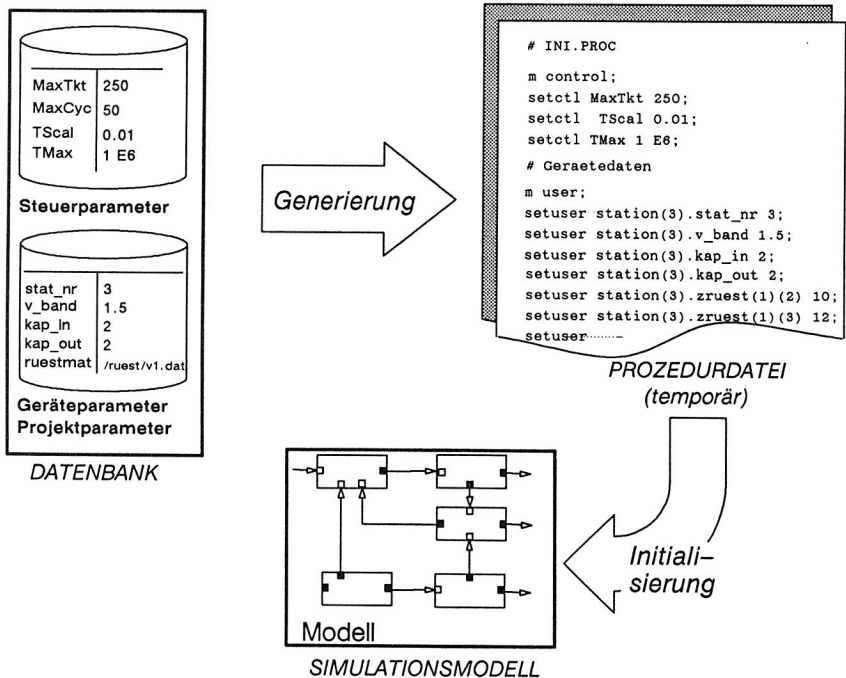 MaxTkt 250
MaxCyc 50
TScal 0.01
TMax 1 E6
Steuerparameter
stat_nr 3
v_band 1.5
kap_in 2
kap_out 2
ruestmat /ruest/v1.dat
Geräteparameter
Projektparameter
DATENBANK
Generierung
# INI.PROC
m control;
setctl MaxTkt 250;
setctl TScal 0.01;
setctl TMax 1 E6;
# Geraetedaten
m user;
setuser station(3).stat_nr 3;
setuser station(3).v_band 1.5;
setuser station(3).kap_in 2;
setuser station(3).kap_out 2;
setuser station(3).zruest(1)(2) 10;
setuser station(3).zruest(1)(3) 12;
setuser
PROZEDURDATEI
(temporär)
Initiali–
sierung
Modell
SIMULATIONSMODELL